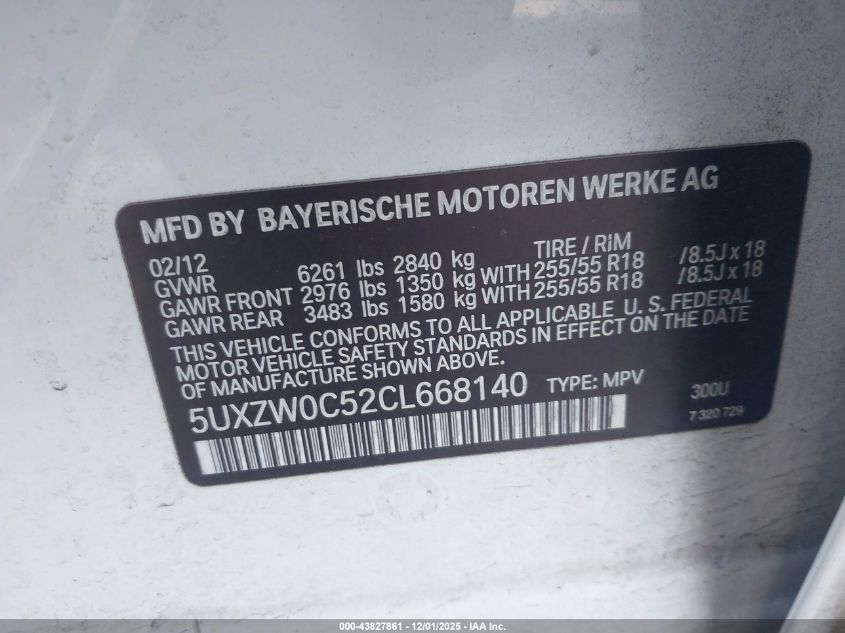 MFD BY BAYERISCHE MOTOREN WERKE AG
02/12 TIRE / RiM
GVWR 6261 lbs 2840 kg
GAWR FRONT 2976 lbs 1350 kg WITH 255/55 R18 /8.5J x 18
GAWR REAR 3483 lbs 1580 kg WITH 255/55 R18 /8.5J x 18
THIS VEHICLE CONFORMS TO ALL APPLICABLE U. S. FEDERAL
MOTOR VEHICLE SAFETY STANDARDS IN EFFECT ON THE DATE
OF MANUFACTURE SHOWN ABOVE.
5UXZW0C52CL668140 TYPE: MPV 300U
7 320 729
000-43827861 - 12/01/2025 - IAA Inc.